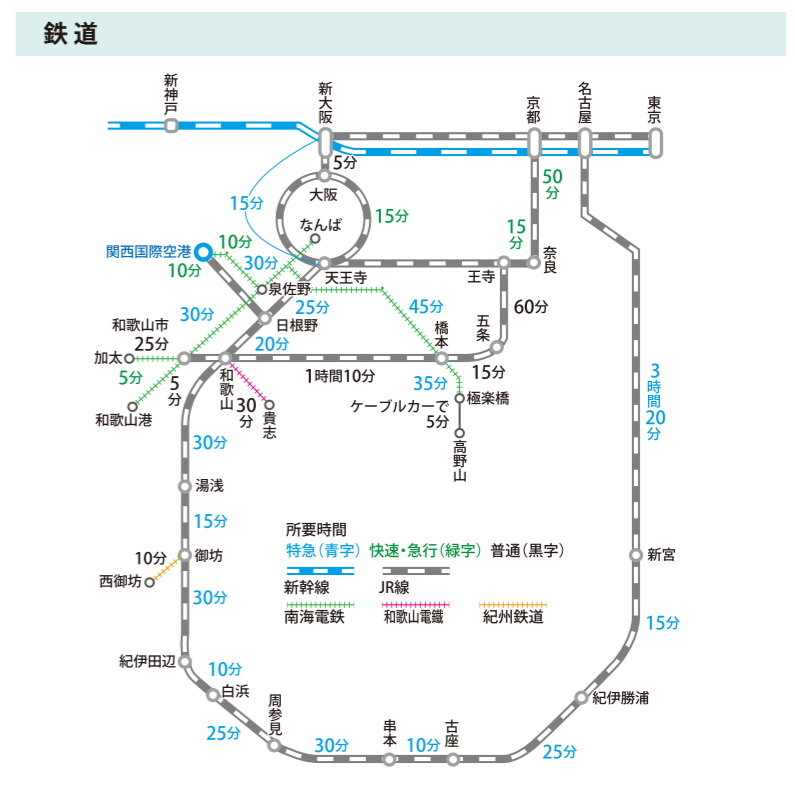 鉄道
新神戸
新大阪
京都
名古屋
東京
5分
大阪
15分
15分
なんば
50分
15分
関西国際空港
10分
10分
30分
天王寺
王寺
奈良
泉佐野
25分
45分
60分
30分
日根野
和歌山市
25分
20分
橋本
五条
加太
5分
5分
和歌山
1時間10分
35分
15分
和歌山港
30分
貴志
ケーブルカーで
5分
極楽橋
高野山
3時間20分
30分
湯浅
15分
所要時間
特急(青字) 快速・急行(緑字) 普通(黒字)
新幹線 JR線
南海電鉄 和歌山電鐵 紀州鉄道
10分
御坊
西御坊
30分
新宮
15分
紀伊田辺
10分
白浜
周参見
紀伊勝浦
25分
30分
串本
10分
古座
25分